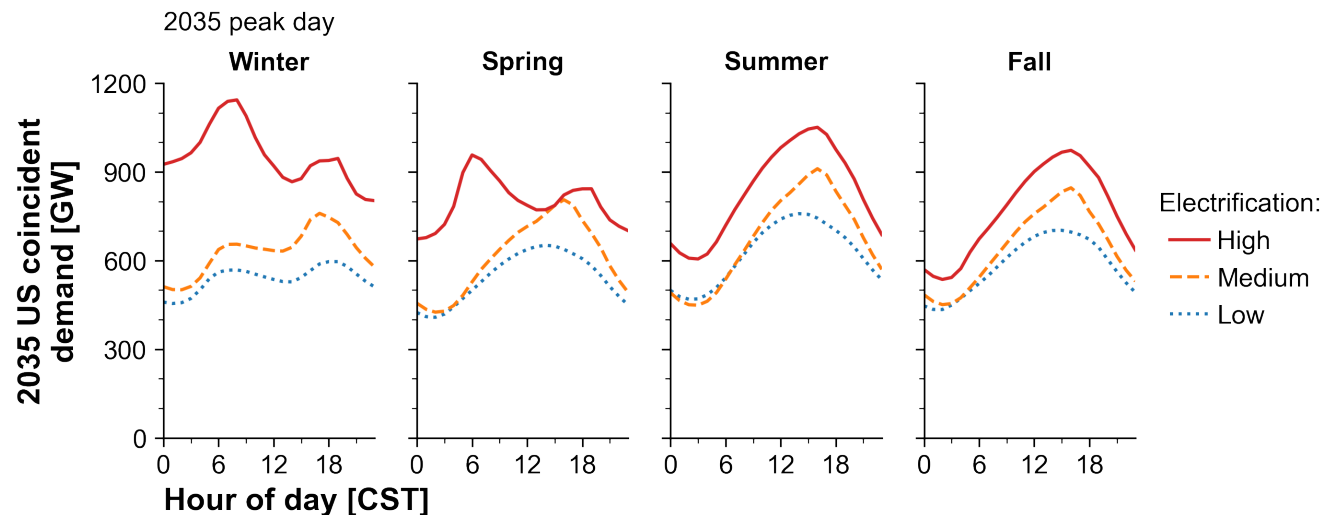 2035 peak day
Winter
Spring
Summer
Fall
2035 US coincident
demand [GW]
1200
900
600
300
0
0 6 12 18
0 6 12 18
0 6 12 18
0 6 12 18
Hour of day [CST]
Electrification:
High
Medium
Low